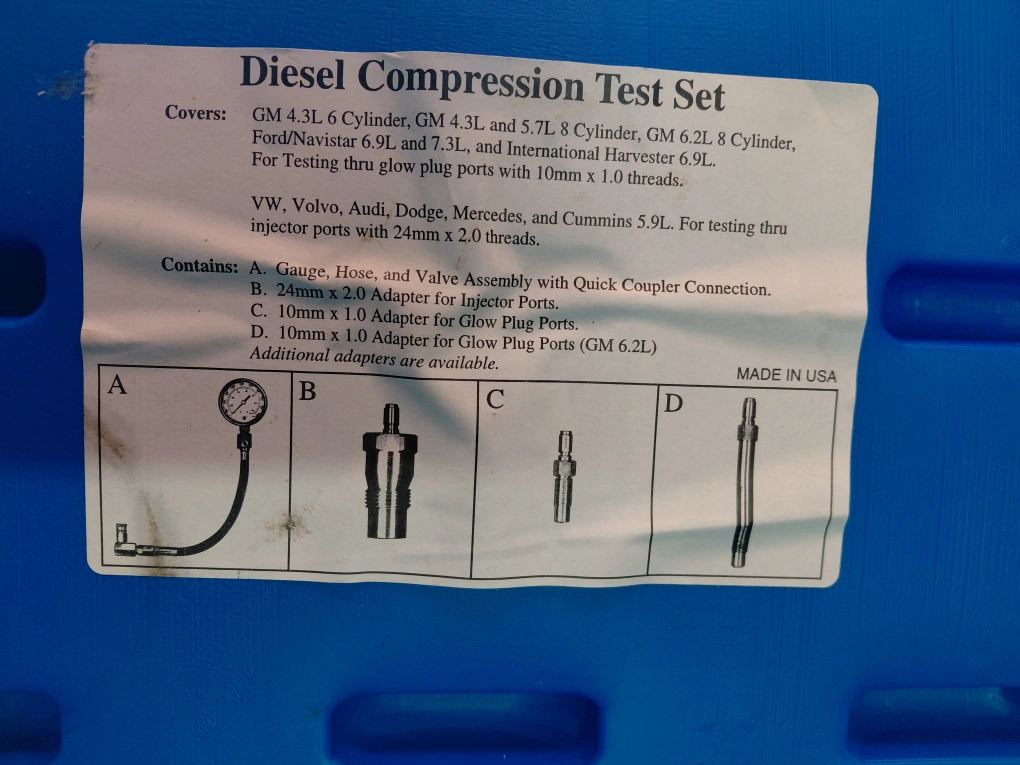 Diesel Compression Test Set
Covers: GM 4.3L 6 Cylinder, GM 4.3L and 5.7L 8 Cylinder, GM 6.2L 8 Cylinder,
Ford/Navistar 6.9L and 7.3L, and International Harvester 6.9L.
For Testing thru glow plug ports with 10mm x 1.0 threads.
VW, Volvo, Audi, Dodge, Mercedes, and Cummins 5.9L. For testing thru
injector ports with 24mm x 2.0 threads.
Contains: A. Gauge, Hose, and Valve Assembly with Quick Coupler Connection.
B. 24mm x 2.0 Adapter for Injector Ports.
C. 10mm x 1.0 Adapter for Glow Plug Ports.
D. 10mm x 1.0 Adapter for Glow Plug Ports (GM 6.2L)
Additional adapters are available.
MADE IN USA
A
B
C
D